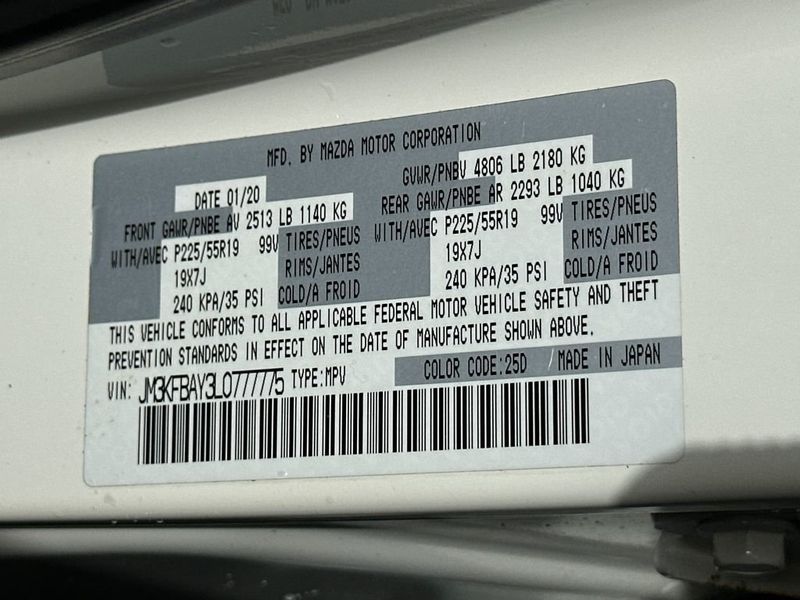 MFD. BY MAZDA MOTOR CORPORATION
DATE 01/20 GVWR/PNBV 4806 LB 2180 KG
FRONT GAWR/PNBE AV 2513 LB 1140 KG REAR GAWR/PNBE AR 2293 LB 1040 KG
WITH/AVEC P225/55R19 99V TIRES/PNEUS WITH/AVEC P225/55R19 99V TIRES/PNEUS
19X7J RIMS/JANTES 19X7J RIMS/JANTES
240 KPA/35 PSI COLD/A FROID 240 KPA/35 PSI COLD/A FROID
THIS VEHICLE CONFORMS TO ALL APPLICABLE FEDERAL MOTOR VEHICLE SAFETY AND THEFT
PREVENTION STANDARDS IN EFFECT ON THE DATE OF MANUFACTURE SHOWN ABOVE.
VIN: JM3KFBAY3L0777775 TYPE:MPV COLOR CODE:25D MADE IN JAPAN